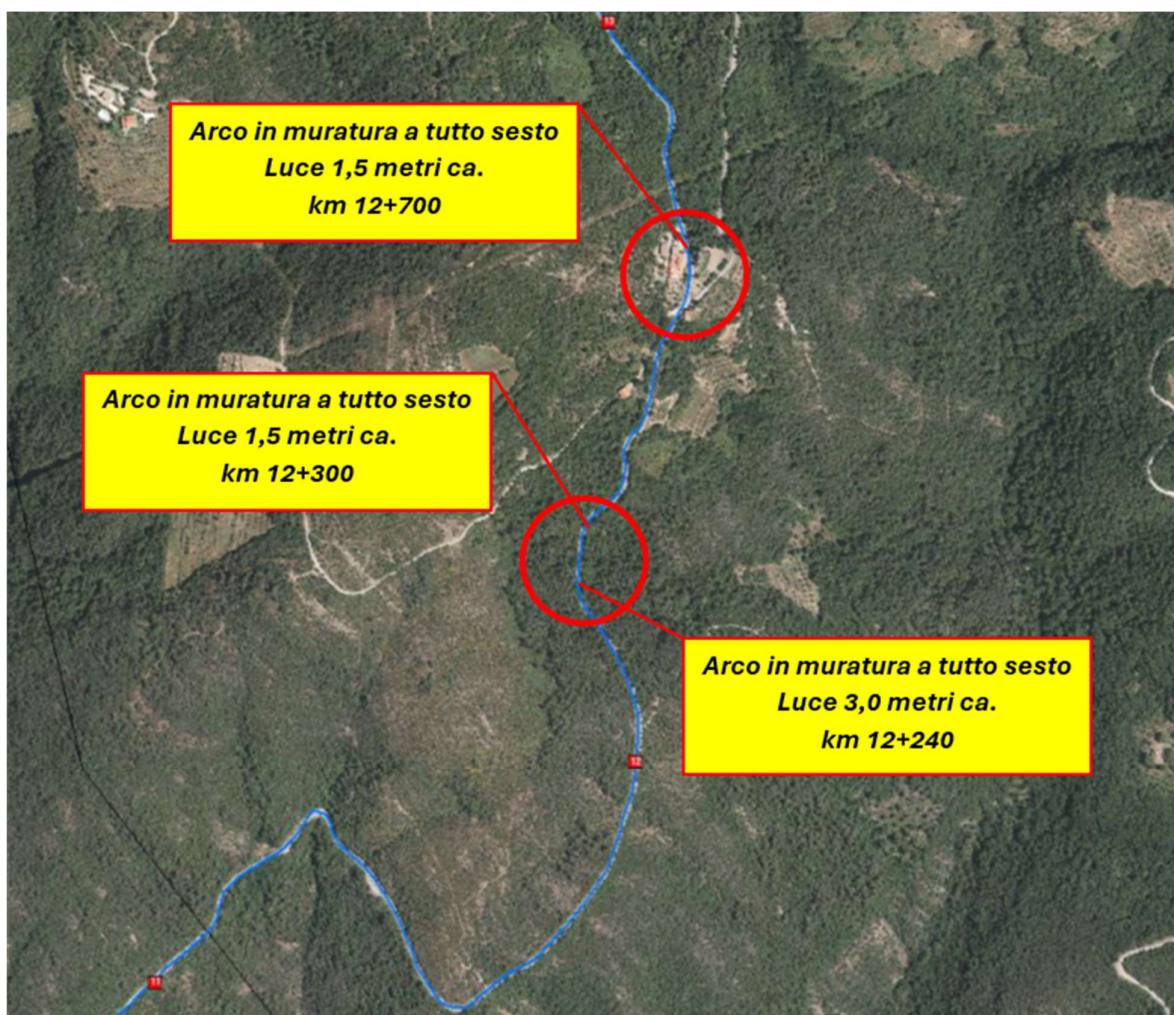 13
Arco in muratura a tutto sesto
Luce 1,5 metri ca.
km 12+700
Arco in muratura a tutto sesto
Luce 1,5 metri ca.
km 12+300
Arco in muratura a tutto sesto
Luce 3,0 metri ca.
km 12+240
12
11